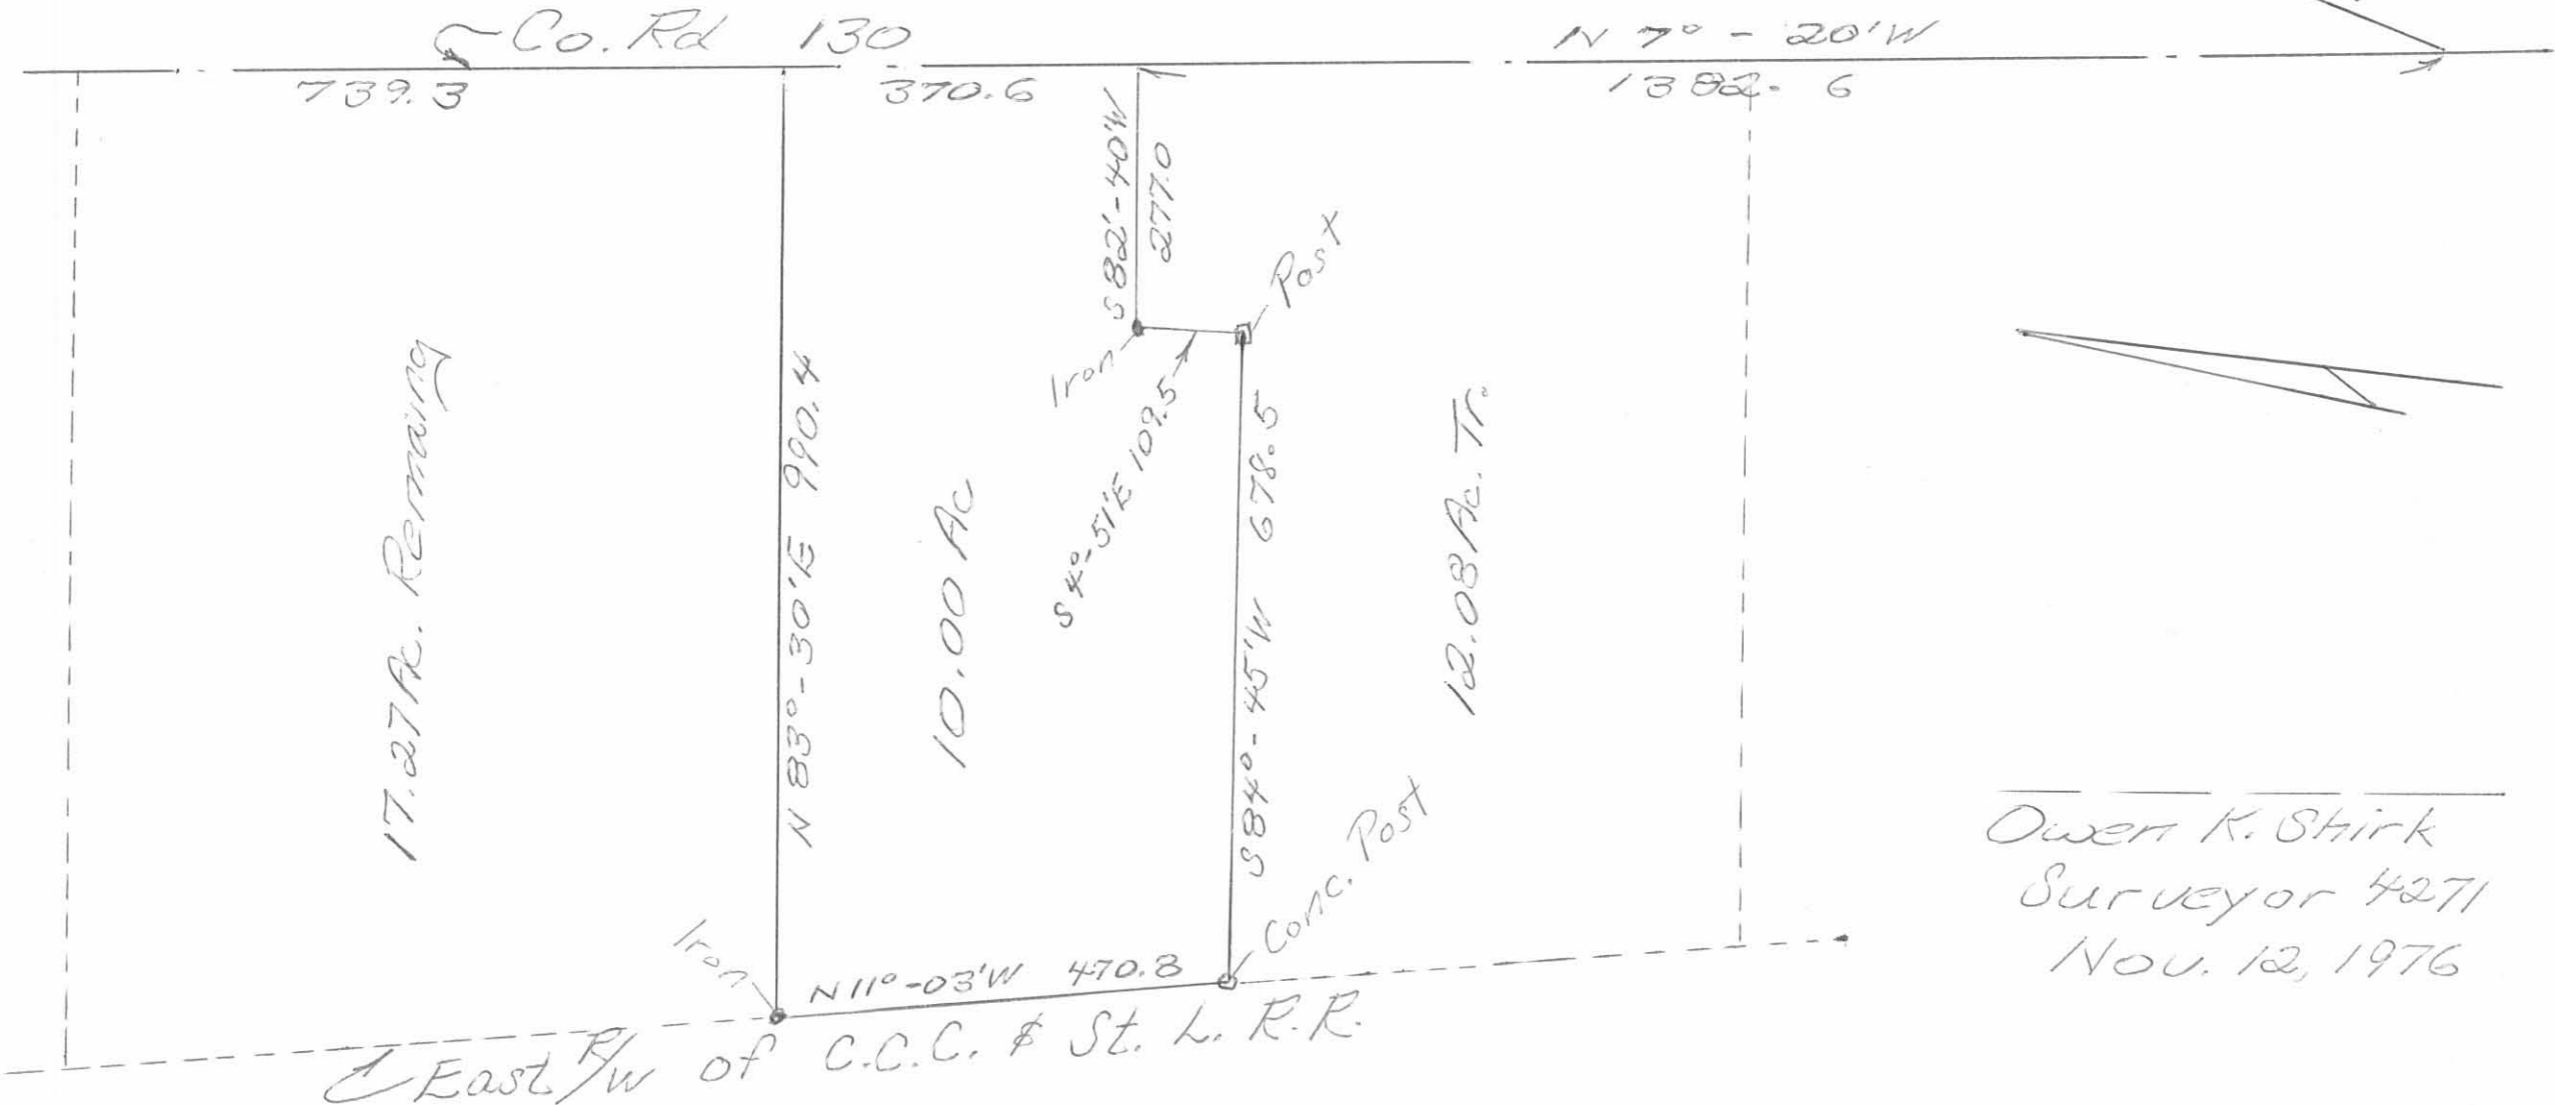 Co. Rd 130
N 7° - 20'W
739.3
370.6
1382.6
S 82' - 40'W
277.0
Post
Iron
S 4° - 51'E 109.5
17.27 Ac. Remaing
N 83° - 30'E 990.4
10.00 Ac
S 84° - 45'W 678.5
12.08 Ac. Tr.
Conc. Post
Iron
N 11° - 03'W 470.8
East R/W of C.C.C. & St. L. R.R.
Owen K. Shirk
Surveyor 4271
Nov. 12, 1976